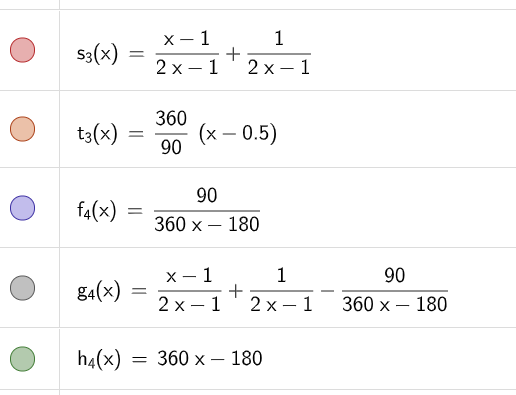 s₃(x) = (x − 1)/(2 x − 1) + 1/(2 x − 1)
t₃(x) = 360/90 (x − 0.5)
f₄(x) = 90/(360 x − 180)
g₄(x) = (x − 1)/(2 x − 1) + 1/(2 x − 1) − 90/(360 x − 180)
h₄(x) = 360 x − 180